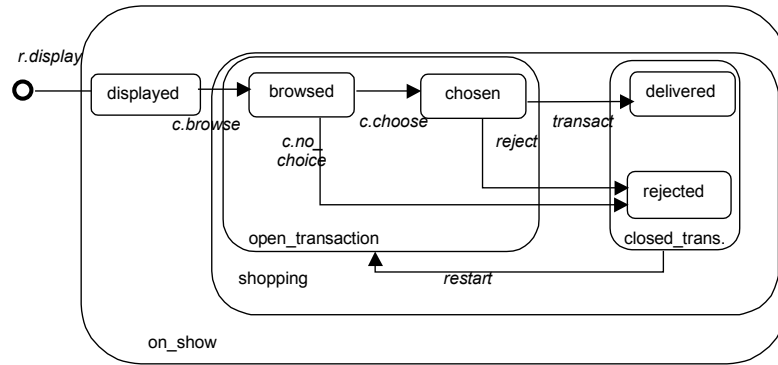 r.display
displayed
c.browse
browsed
c.choose
chosen
c.no_
choice
reject
transact
delivered
rejected
open_transaction
closed_trans.
shopping
restart
on_show